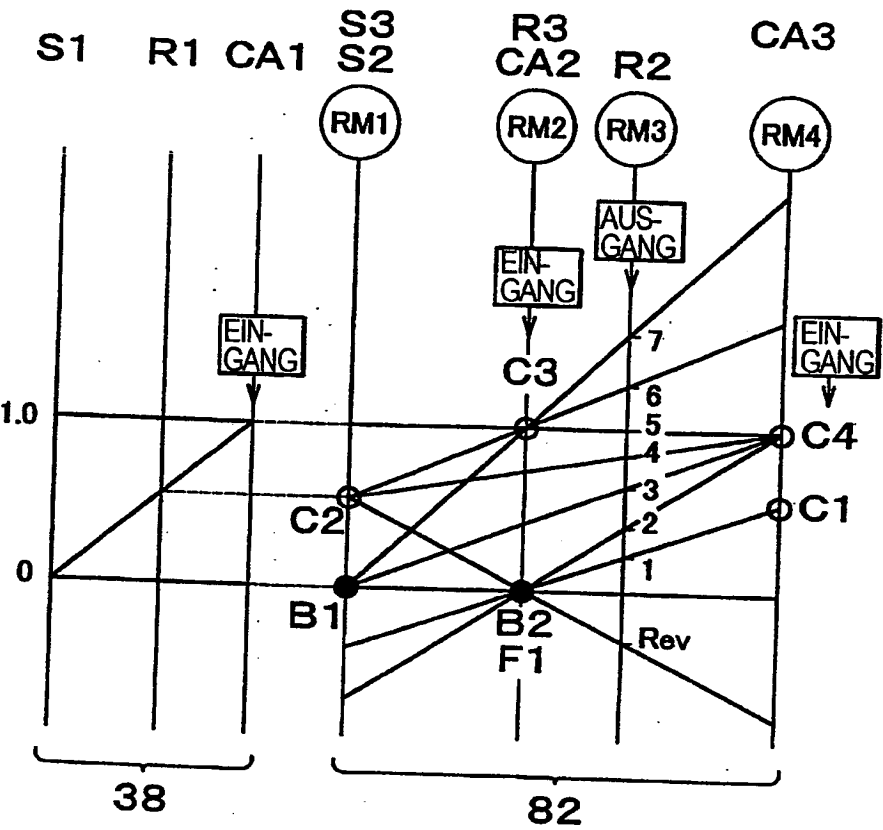 S1
R1
CA1
S3
S2
R3
CA2
R2
CA3
RM1
RM2
RM3
RM4
AUS-
GANG
EIN-
GANG
EIN-
GANG
EIN-
GANG
7
C3
6
1.0
5
C4
4
3
C2
C1
2
0
1
B1
B2
F1
Rev
38
82